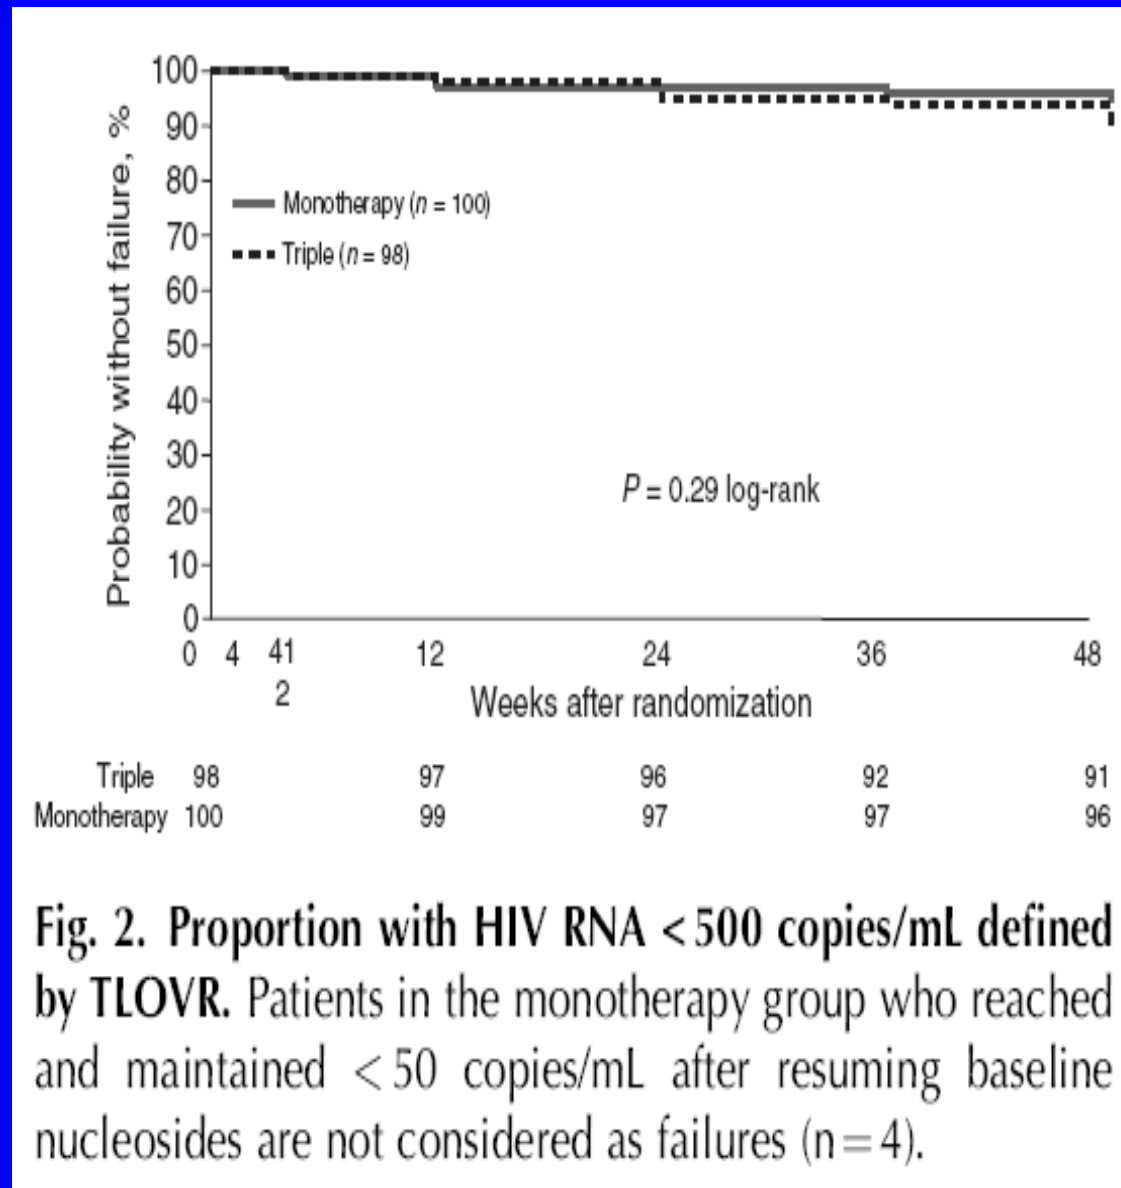 100
90
80
70
60
50
40
30
20
10
0
Probability without failure, %
Monotherapy (n = 100)
Triple (n = 98)
P = 0.29 log-rank
0 4 41 12 24 36 48
2
Weeks after randomization
Triple 98 97 96 92 91
Monotherapy 100 99 97 97 96
Fig. 2. Proportion with HIV RNA <500 copies/mL defined
by TLOVR. Patients in the monotherapy group who reached
and maintained <50 copies/mL after resuming baseline
nucleosides are not considered as failures (n=4).